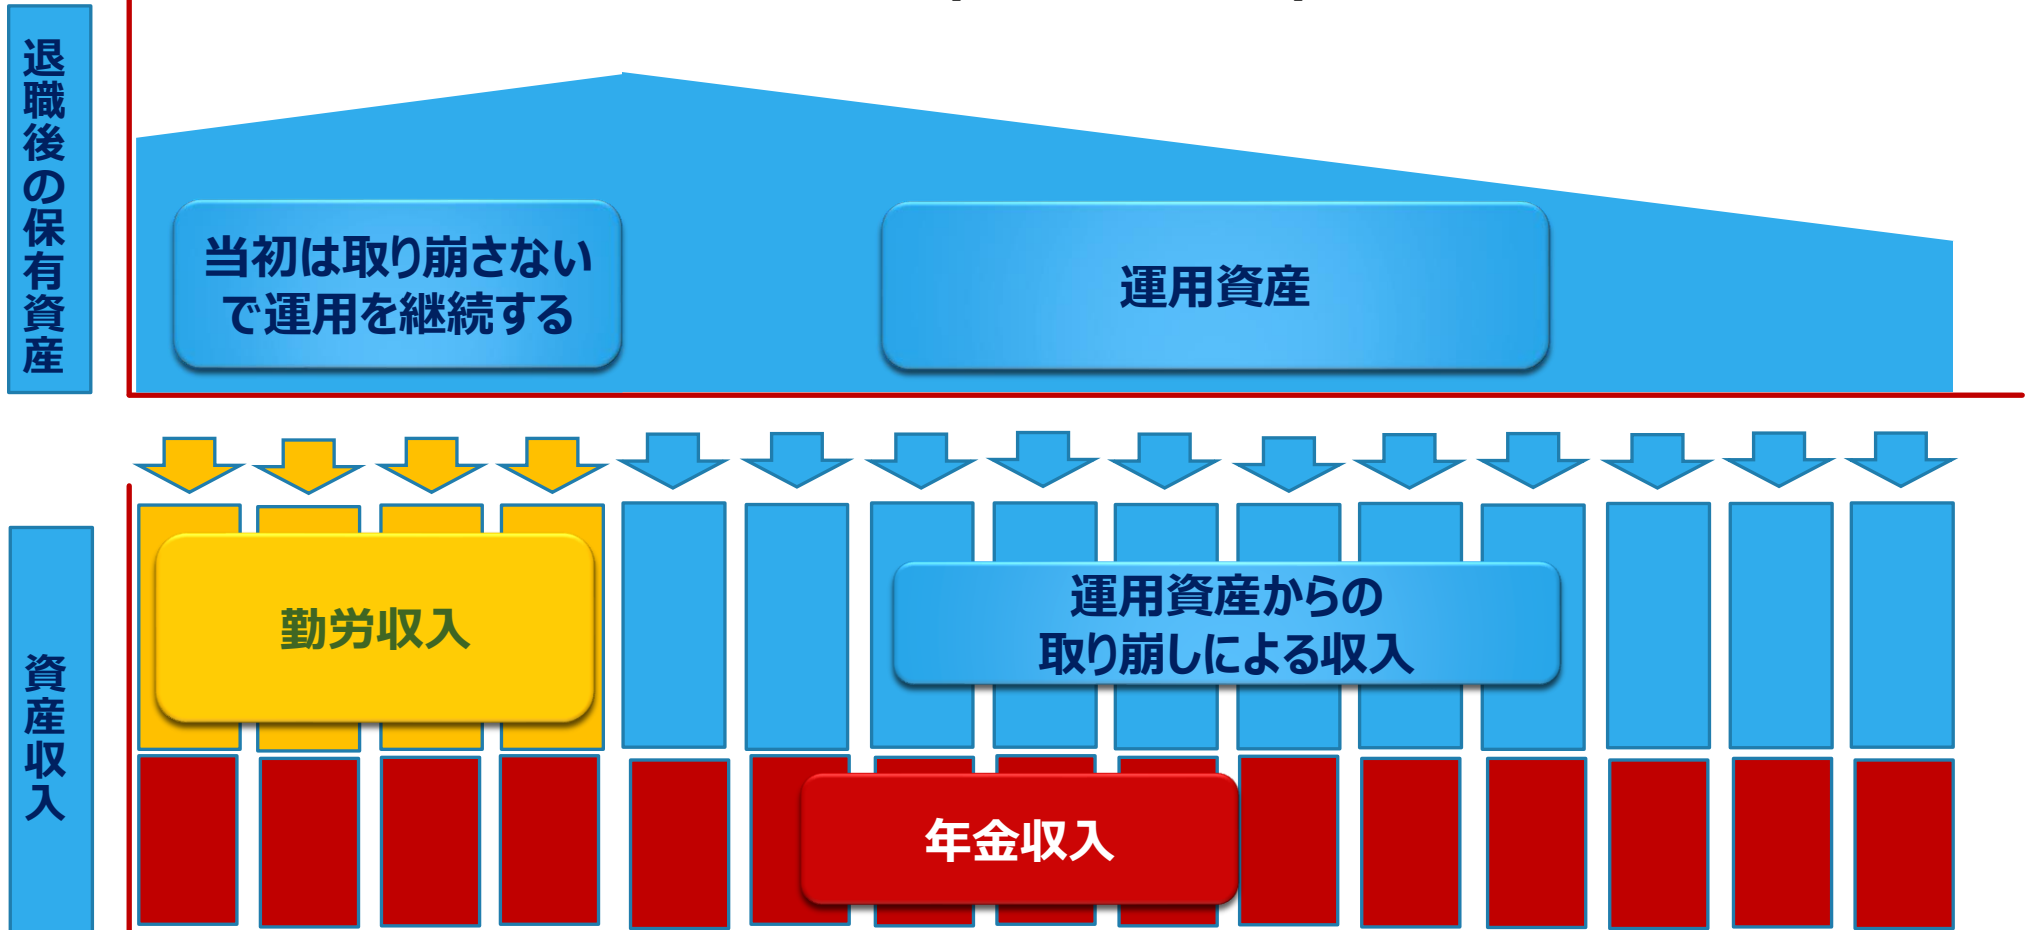 退職後の保有資産
当初は取り崩さない
で運用を継続する
運用資産
勤労収入
運用資産からの
取り崩しによる収入
資産収入
年金収入